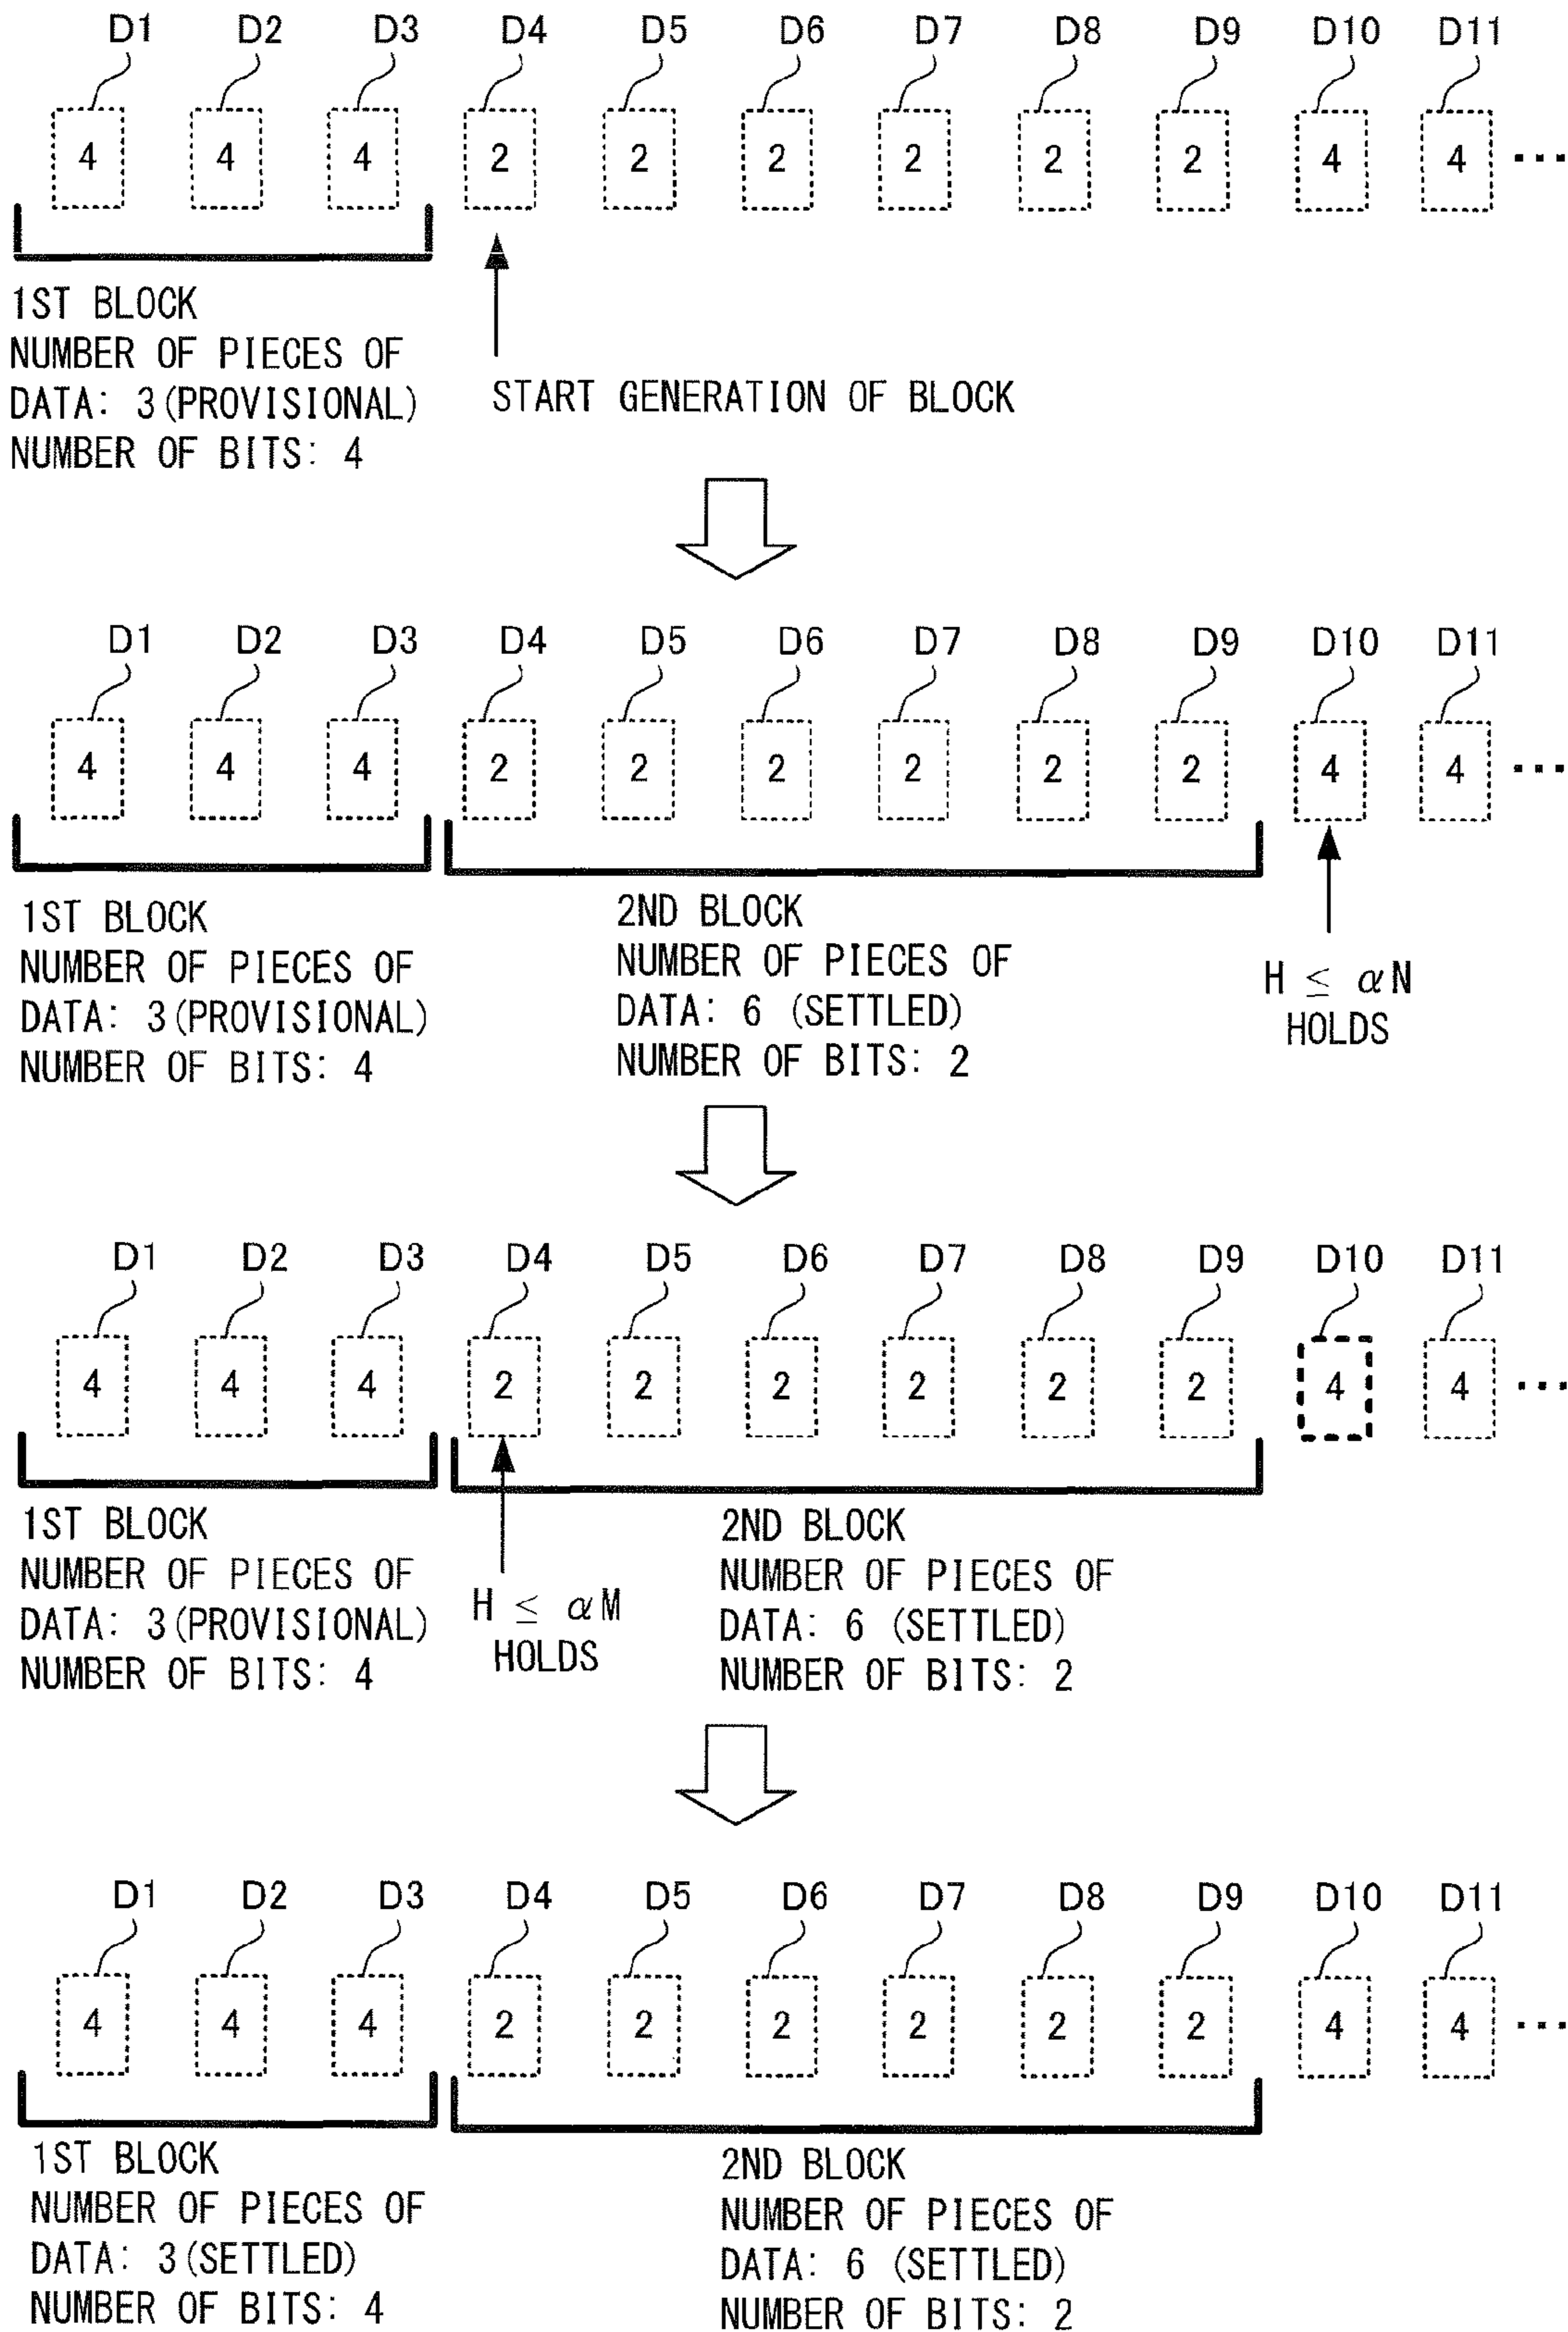 D1 D2 D3 D4 D5 D6 D7 D8 D9 D10 D11
4 4 4 2 2 2 2 2 2 4 4 ...
1ST BLOCK
NUMBER OF PIECES OF
DATA: 3(PROVISIONAL)
NUMBER OF BITS: 4
START GENERATION OF BLOCK
D1 D2 D3 D4 D5 D6 D7 D8 D9 D10 D11
4 4 4 2 2 2 2 2 2 4 4 ...
1ST BLOCK
NUMBER OF PIECES OF
DATA: 3(PROVISIONAL)
NUMBER OF BITS: 4
2ND BLOCK
NUMBER OF PIECES OF
DATA: 6 (SETTLED)
NUMBER OF BITS: 2
H ≤ αN
HOLDS
D1 D2 D3 D4 D5 D6 D7 D8 D9 D10 D11
4 4 4 2 2 2 2 2 2 4 4 ...
1ST BLOCK
NUMBER OF PIECES OF
DATA: 3(PROVISIONAL)
NUMBER OF BITS: 4
H ≤ αM
HOLDS
2ND BLOCK
NUMBER OF PIECES OF
DATA: 6 (SETTLED)
NUMBER OF BITS: 2
D1 D2 D3 D4 D5 D6 D7 D8 D9 D10 D11
4 4 4 2 2 2 2 2 2 4 4 ...
1ST BLOCK
NUMBER OF PIECES OF
DATA: 3(SETTLED)
NUMBER OF BITS: 4
2ND BLOCK
NUMBER OF PIECES OF
DATA: 6 (SETTLED)
NUMBER OF BITS: 2